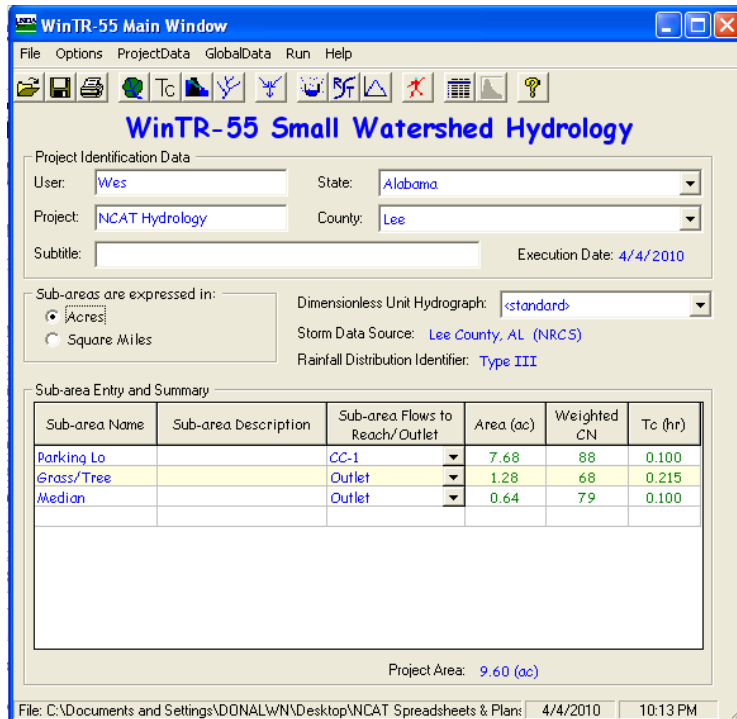 USDA WinTR-55 Main Window
File Options ProjectData GlobalData Run Help
Tc
WinTR-55 Small Watershed Hydrology
Project Identification Data
User: Wes State: Alabama
Project: NCAT Hydrology County: Lee
Subtitle: Execution Date: 4/4/2010
Sub-areas are expressed in:
Acres
Square Miles
Dimensionless Unit Hydrograph: <standard>
Storm Data Source: Lee County, AL (NRCS)
Rainfall Distribution Identifier: Type III
Sub-area Entry and Summary
Sub-area Name Sub-area Description Sub-area Flows to Reach/Outlet Area (ac) Weighted CN Tc (hr)
Parking Lo CC-1 7.68 88 0.100
Grass/Tree Outlet 1.28 68 0.215
Median Outlet 0.64 79 0.100
Project Area: 9.60 (ac)
File: C:\Documents and Settings\DONALWN\Desktop\NCAT Spreadsheets & Plan: 4/4/2010 10:13 PM